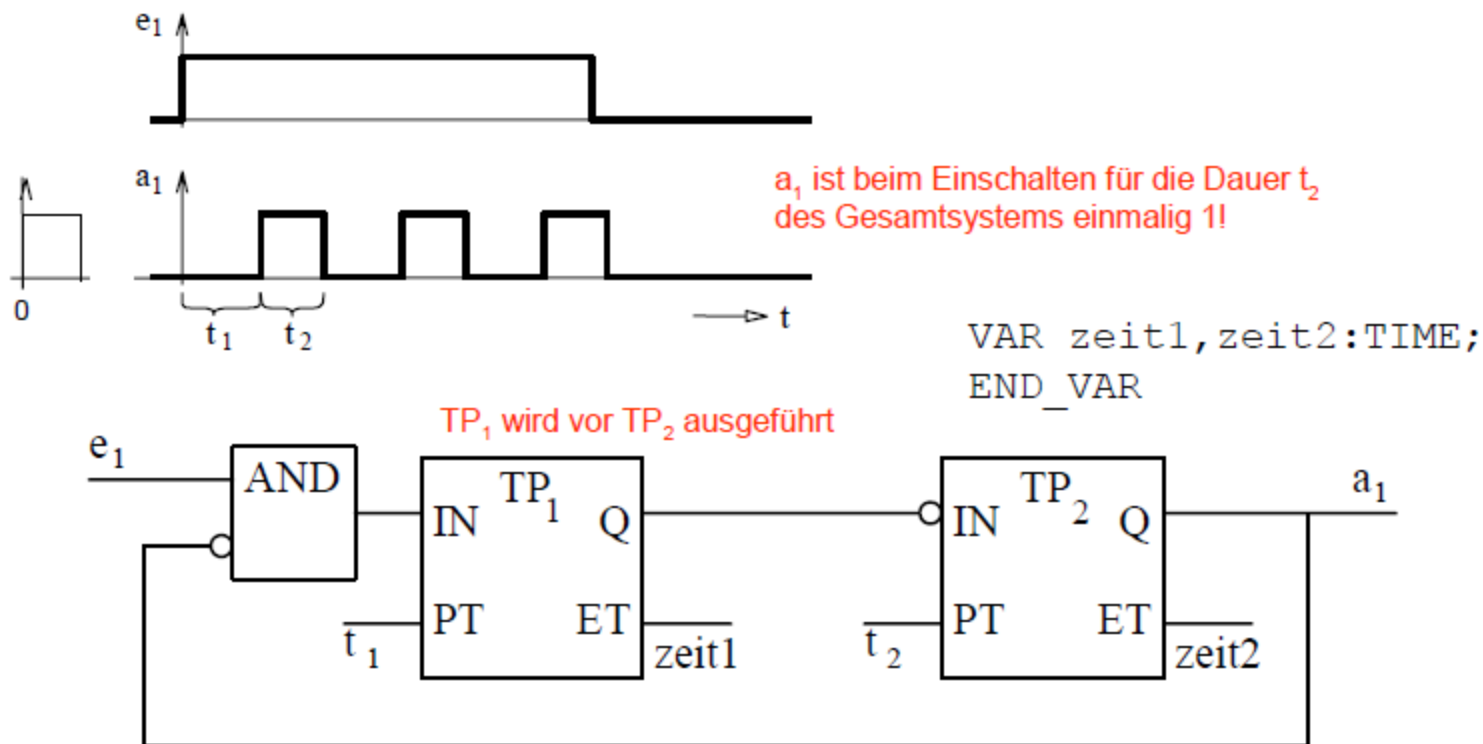 e₁
a₁
a₁ ist beim Einschalten für die Dauer t₂
des Gesamtsystems einmalig 1!
0
t₁
t₂
t
VAR zeit1,zeit2:TIME;
END_VAR
TP₁ wird vor TP₂ ausgeführt
e₁
AND
TP₁
IN
Q
PT
ET
t₁
zeit1
TP₂
IN
Q
PT
ET
t₂
zeit2
a₁